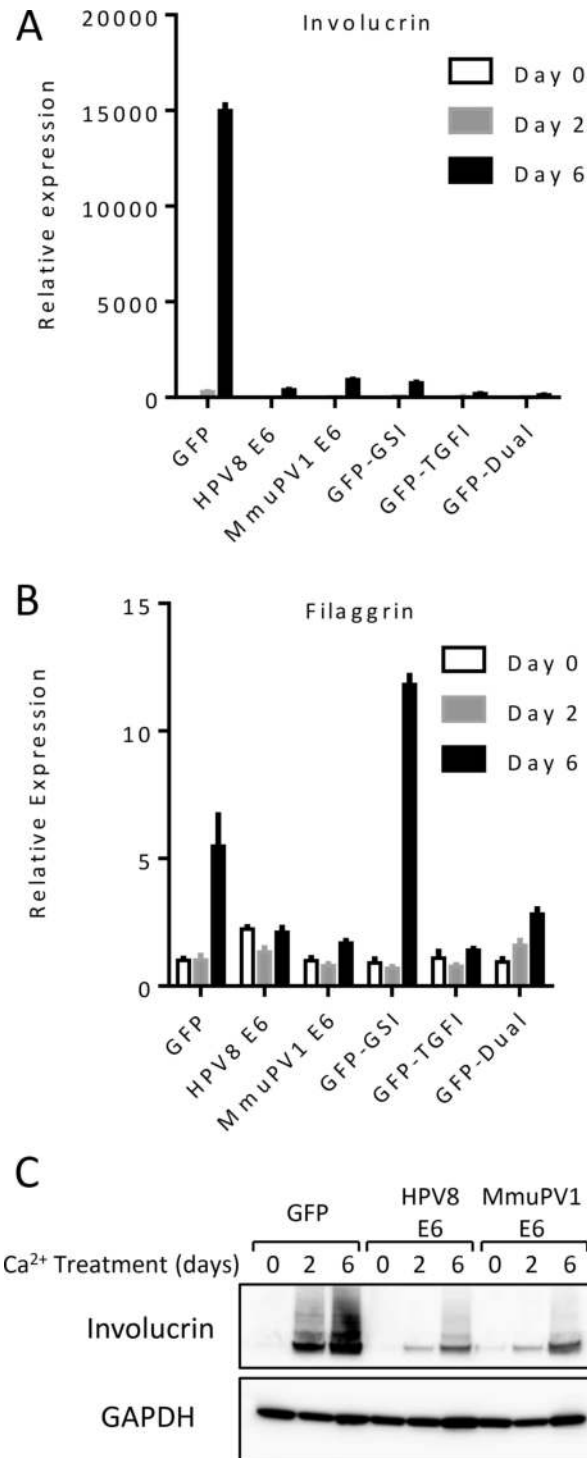 A
Involucrin
Relative expression
20000
15000
10000
5000
0
Day 0
Day 2
Day 6
GFP
HPV8 E6
MmuPV1 E6
GFP-GSI
GFP-TGFI
GFP-Dual
B
Filaggrin
Relative Expression
15
10
5
0
Day 0
Day 2
Day 6
GFP
HPV8 E6
MmuPV1 E6
GFP-GSI
GFP-TGFI
GFP-Dual
C
GFP
HPV8 E6
MmuPV1 E6
Ca²⁺ Treatment (days) 0 2 6 0 2 6 0 2 6
Involucrin
GAPDH